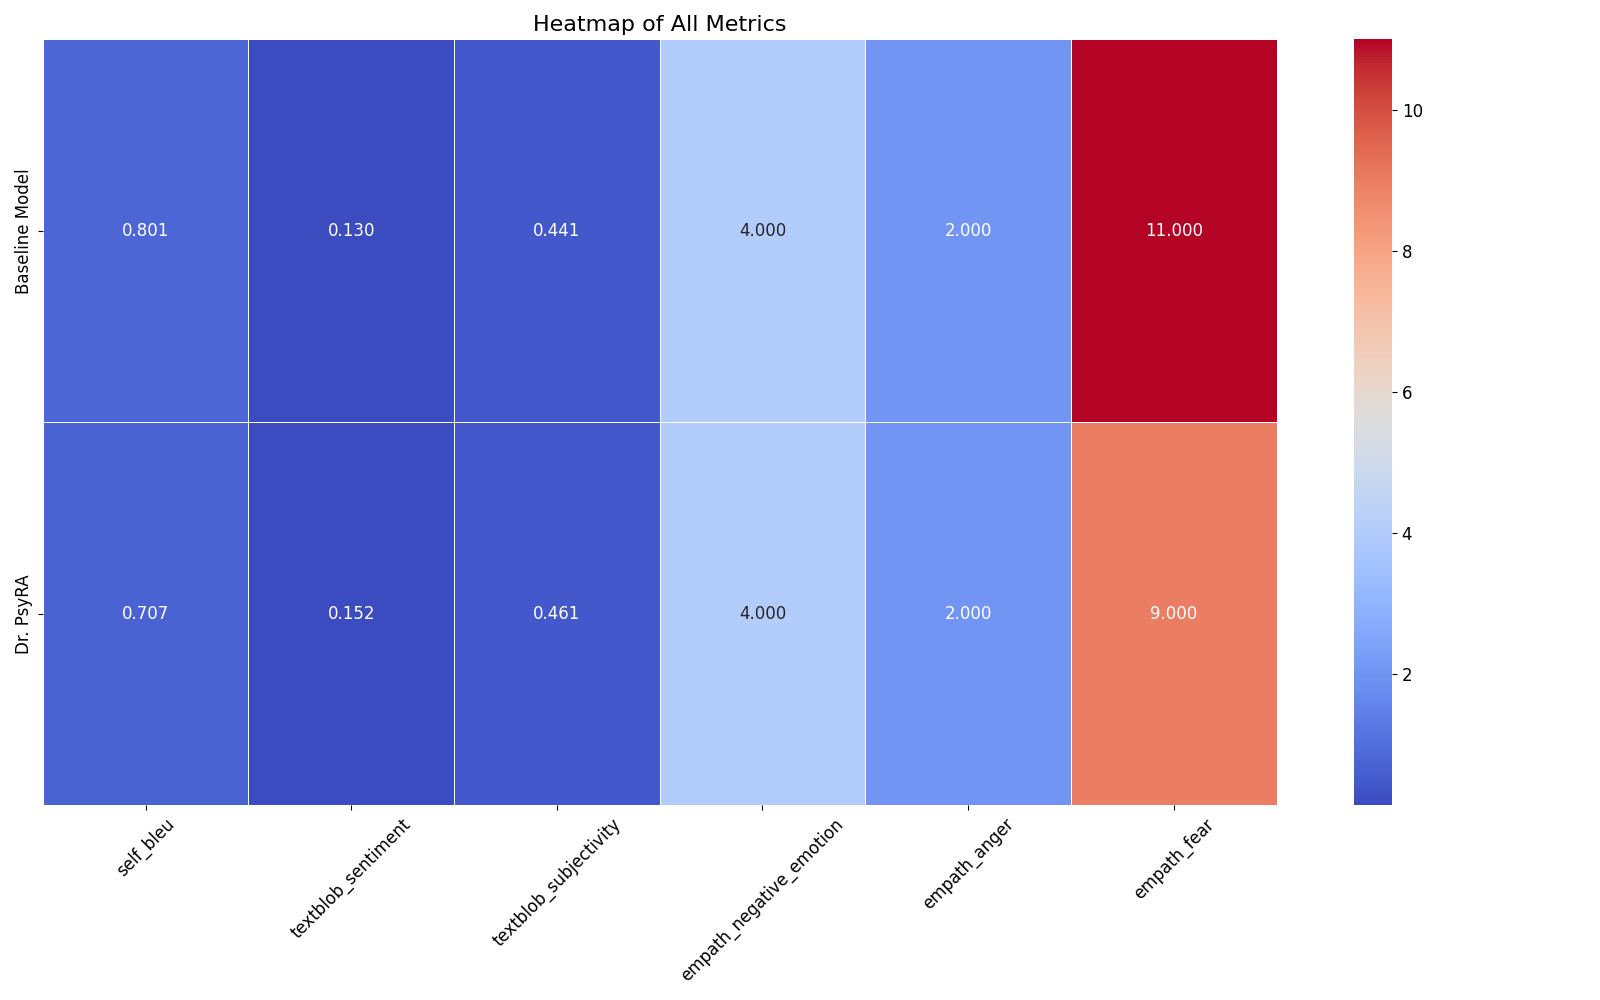 Heatmap of All Metrics
Baseline Model
0.801 0.130 0.441 4.000 2.000 11.000
Dr. PsyRA
0.707 0.152 0.461 4.000 2.000 9.000
self_bleu
textblob_sentiment
textblob_subjectivity
empath_negative_emotion
empath_anger
empath_fear
10
8
6
4
2